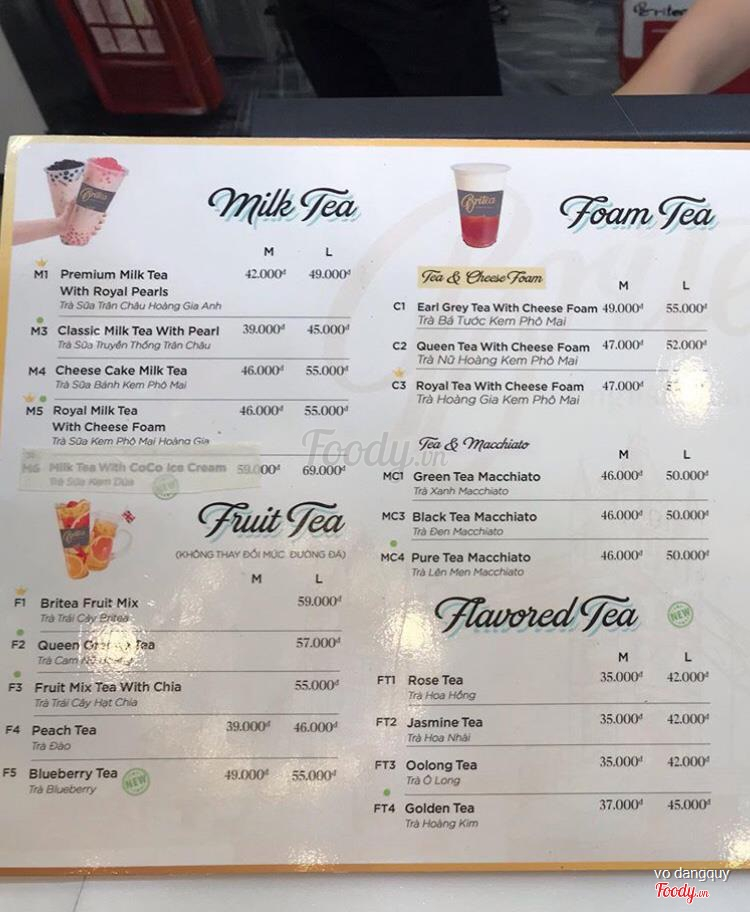 Britea
Britea
Milk Tea
M L
M1 Premium Milk Tea 42.000đ 49.000đ
With Royal Pearls
Trà Sữa Trân Châu Hoàng Gia Anh
M3 Classic Milk Tea With Pearl 39.000đ 45.000đ
Trà Sữa Truyền Thống Trân Châu
M4 Cheese Cake Milk Tea 46.000đ 55.000đ
Trà Sữa Bánh Kem Phô Mai
M5 Royal Milk Tea 46.000đ 55.000đ
With Cheese Foam
Trà Sữa Kem Phô Mai Hoàng Gia
M6 Milk Tea With CoCo Ice Cream 59.000đ 69.000đ
Trà Sữa Kem Dừa
NEW
Britea
Fruit Tea
(KHÔNG THAY ĐỔI MỨC ĐƯỜNG ĐÁ)
M L
F1 Britea Fruit Mix 59.000đ
Trà Trái Cây Britea
F2 Queen Tea 57.000đ
Trà Cam
F3 Fruit Mix Tea With Chia 55.000đ
Trà Trái Cây Hạt Chia
F4 Peach Tea 39.000đ 46.000đ
Trà Đào
F5 Blueberry Tea NEW 49.000đ 55.000đ
Trà Blueberry
Britea
Foam Tea
Tea & Cheese Foam
M L
C1 Earl Grey Tea With Cheese Foam 49.000đ 55.000đ
Trà Bá Tước Kem Phô Mai
C2 Queen Tea With Cheese Foam 47.000đ 52.000đ
Trà Nữ Hoàng Kem Phô Mai
C3 Royal Tea With Cheese Foam 47.000đ
Trà Hoàng Gia Kem Phô Mai
Tea & Macchiato
M L
MC1 Green Tea Macchiato 46.000đ 50.000đ
Trà Xanh Macchiato
MC3 Black Tea Macchiato 46.000đ 50.000đ
Trà Đen Macchiato
MC4 Pure Tea Macchiato 46.000đ 50.000đ
Trà Lên Men Macchiato
Flavored Tea NEW
M L
FT1 Rose Tea 35.000đ 42.000đ
Trà Hoa Hồng
FT2 Jasmine Tea 35.000đ 42.000đ
Trà Hoa Nhài
FT3 Oolong Tea 35.000đ 42.000đ
Trà Ô Long
FT4 Golden Tea 37.000đ 45.000đ
Trà Hoàng Kim
Foody.vn
vo dangquy
Foody.vn